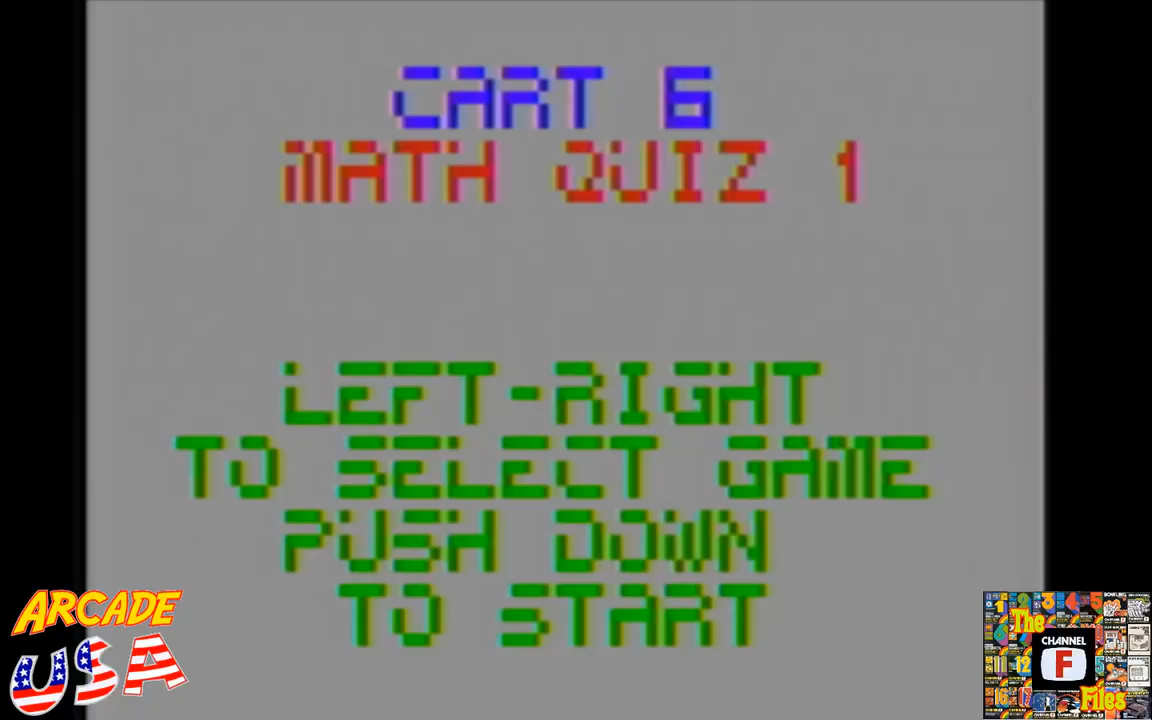 CART 6
MATH QUIZ 1
LEFT-RIGHT
TO SELECT GAME
PUSH DOWN
TO START
ARCADE
USA
The
CHANNEL
F
Files